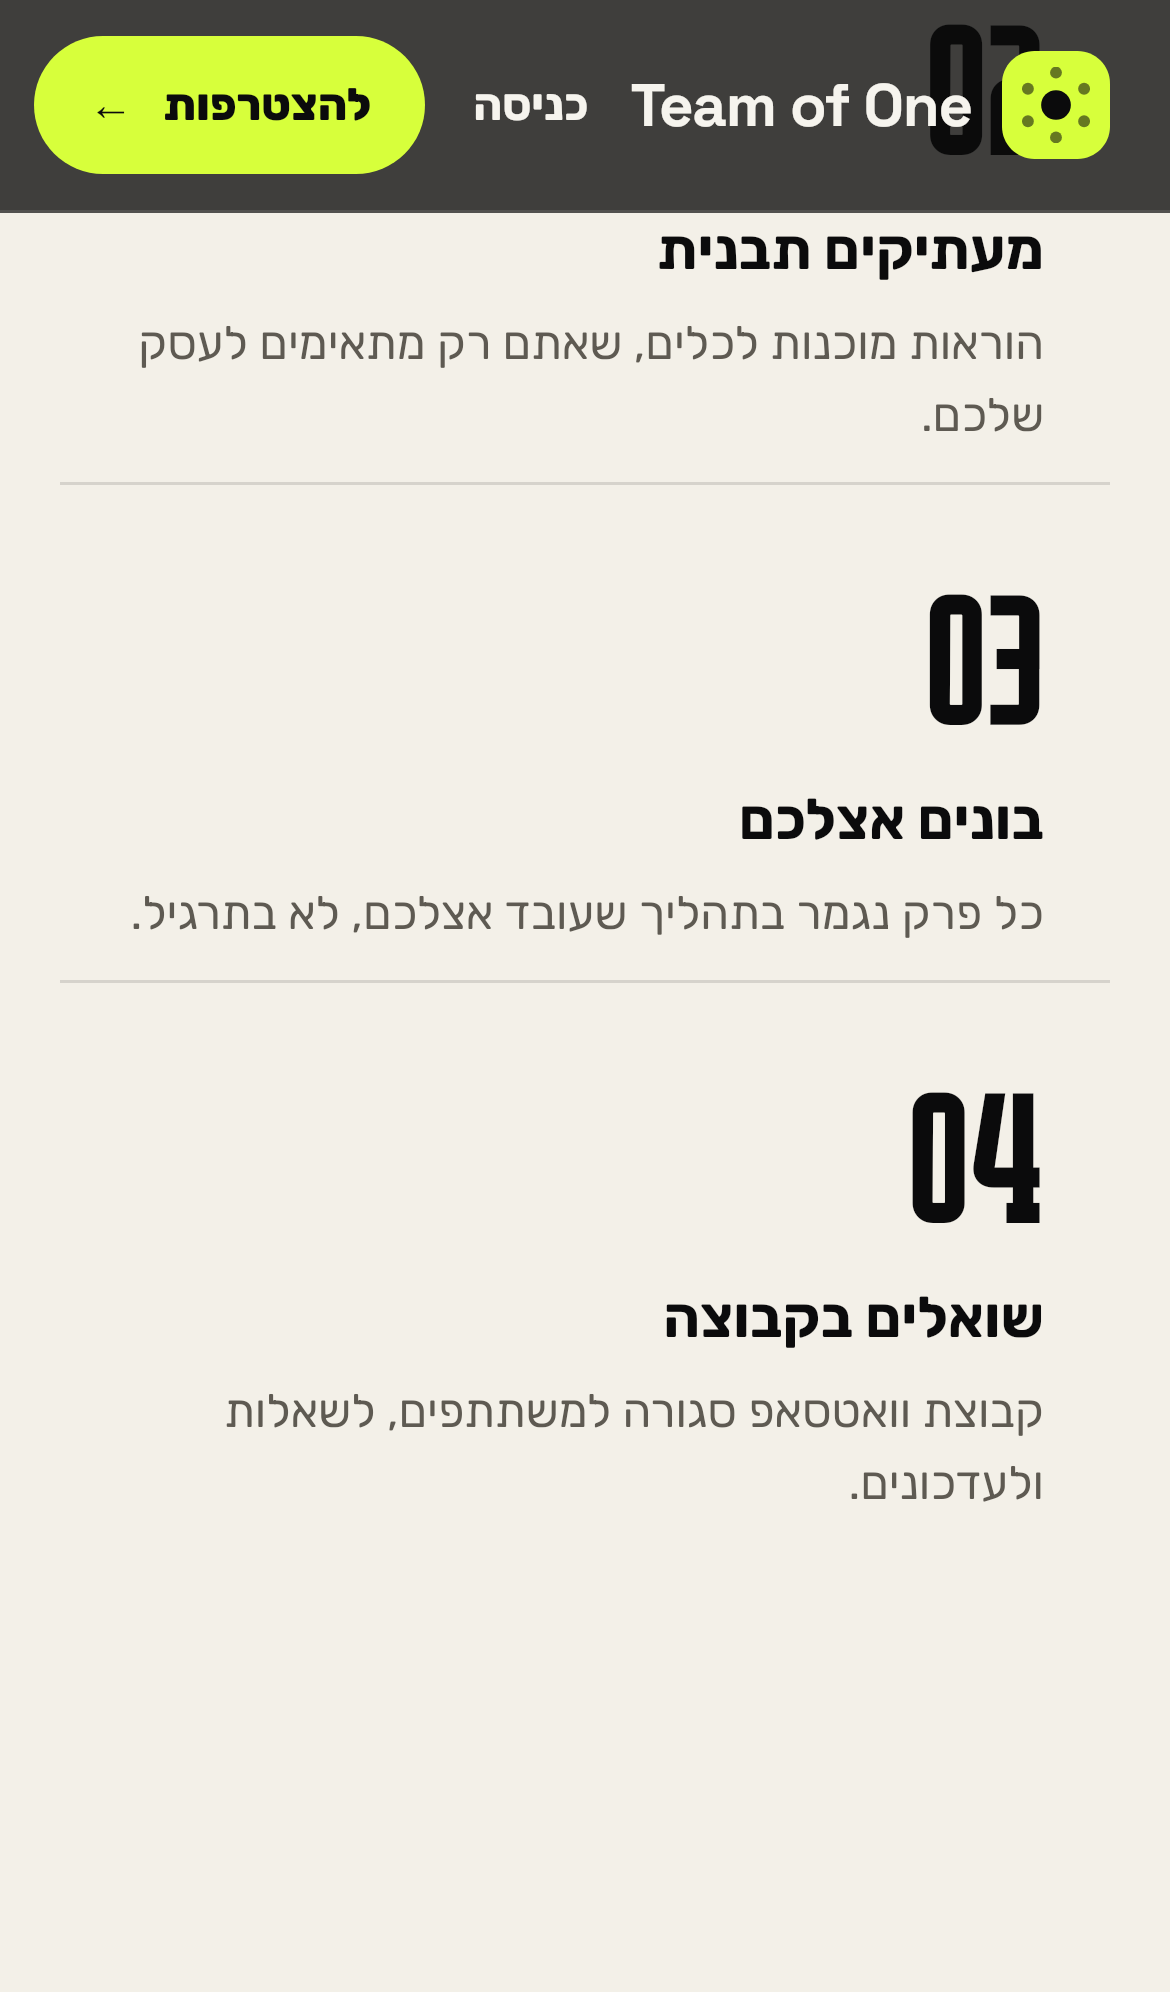 Team of One
כניסה
להצטרפות ←
02
מעתיקים תבנית
הוראות מוכנות לכלים, שאתם רק מתאימים לעסק
שלכם.
03
בונים אצלכם
כל פרק נגמר בתהליך שעובד אצלכם, לא בתרגיל.
04
שואלים בקבוצה
קבוצת וואטסאפ סגורה למשתתפים, לשאלות
ולעדכונים.